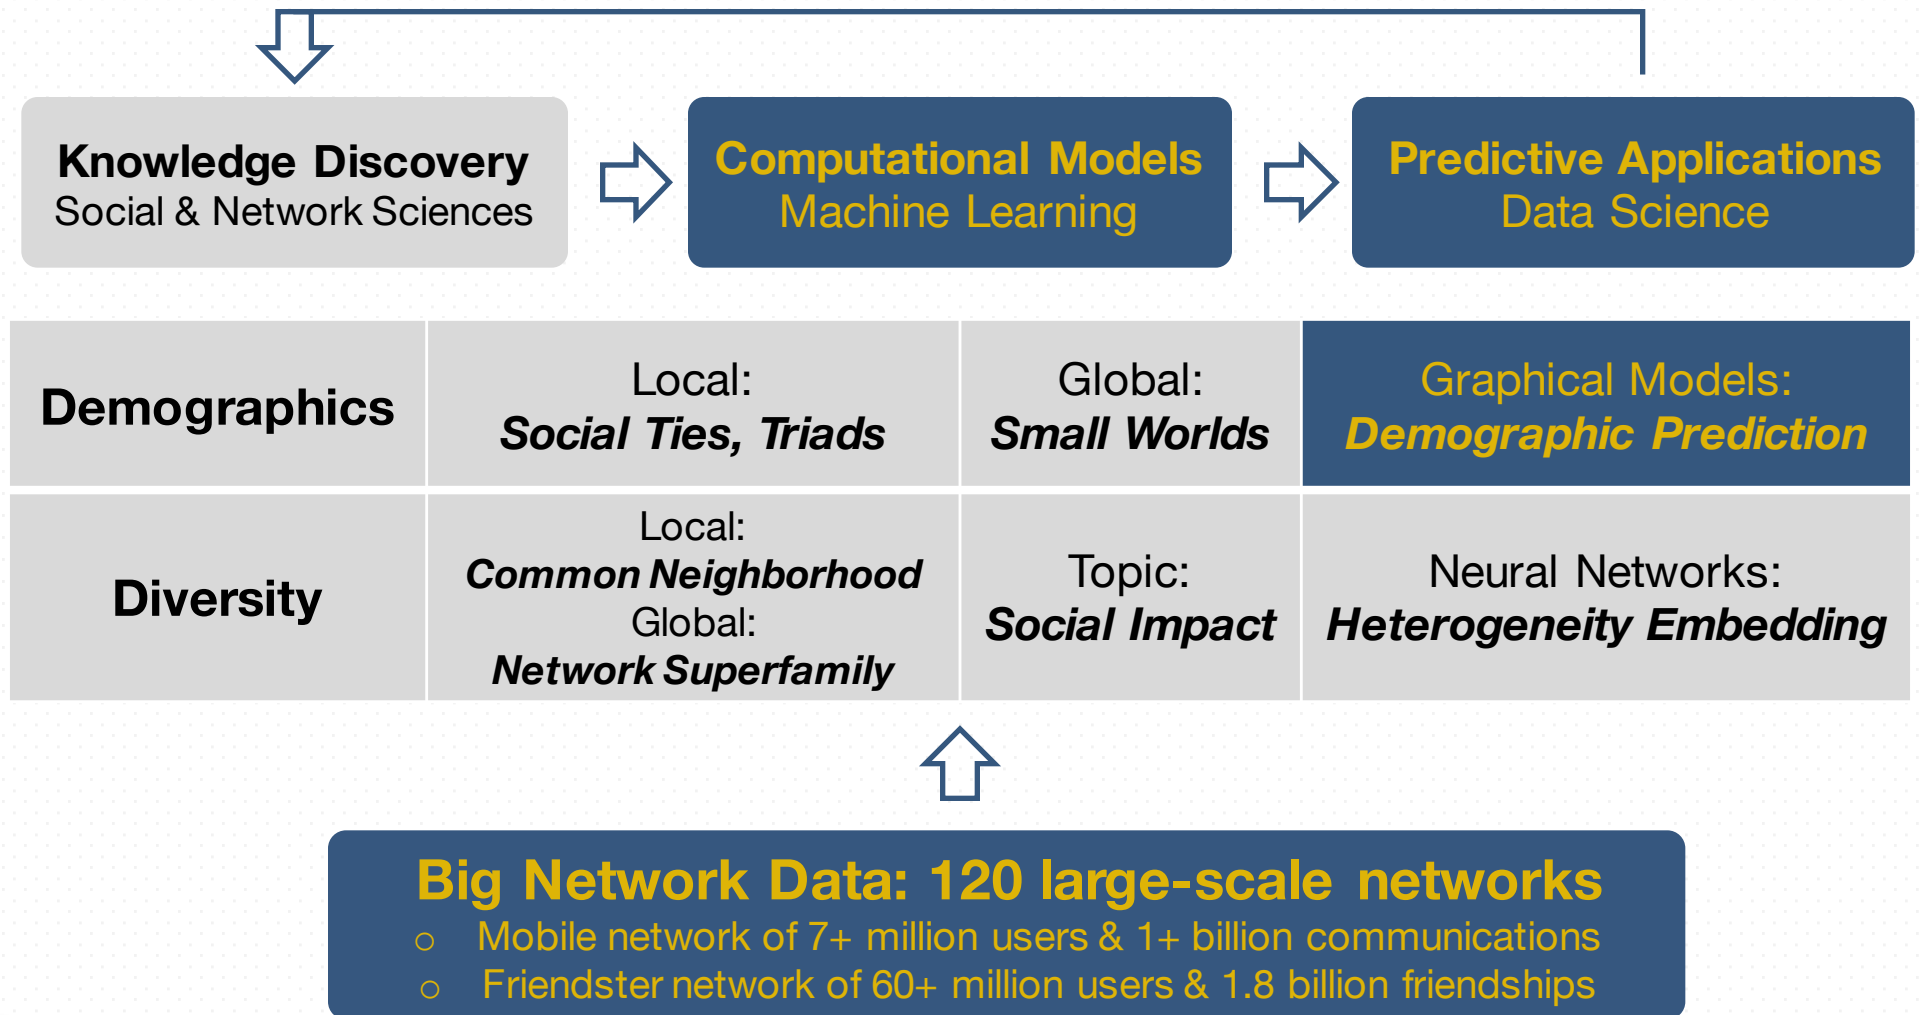 Knowledge Discovery
Social & Network Sciences
Computational Models
Machine Learning
Predictive Applications
Data Science
Demographics
Local:
Social Ties, Triads
Global:
Small Worlds
Graphical Models:
Demographic Prediction
Diversity
Local:
Common Neighborhood
Global:
Network Superfamily
Topic:
Social Impact
Neural Networks:
Heterogeneity Embedding
Big Network Data: 120 large-scale networks
○ Mobile network of 7+ million users & 1+ billion communications
○ Friendster network of 60+ million users & 1.8 billion friendships